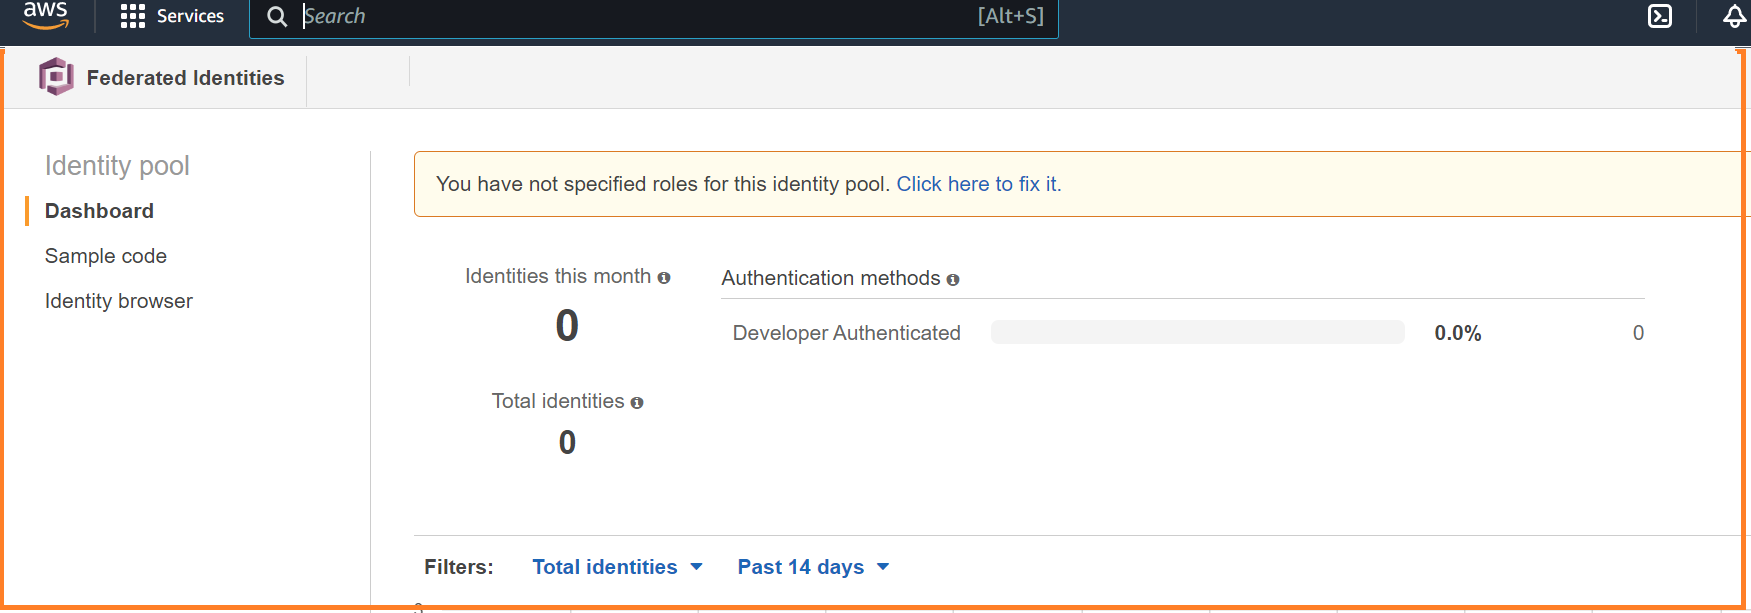 aws
Services
Search
[Alt+S]
Federated Identities
Identity pool
Dashboard
Sample code
Identity browser
You have not specified roles for this identity pool. Click here to fix it.
Identities this month
0
Total identities
0
Authentication methods
Developer Authenticated 0.0% 0
Filters: Total identities Past 14 days